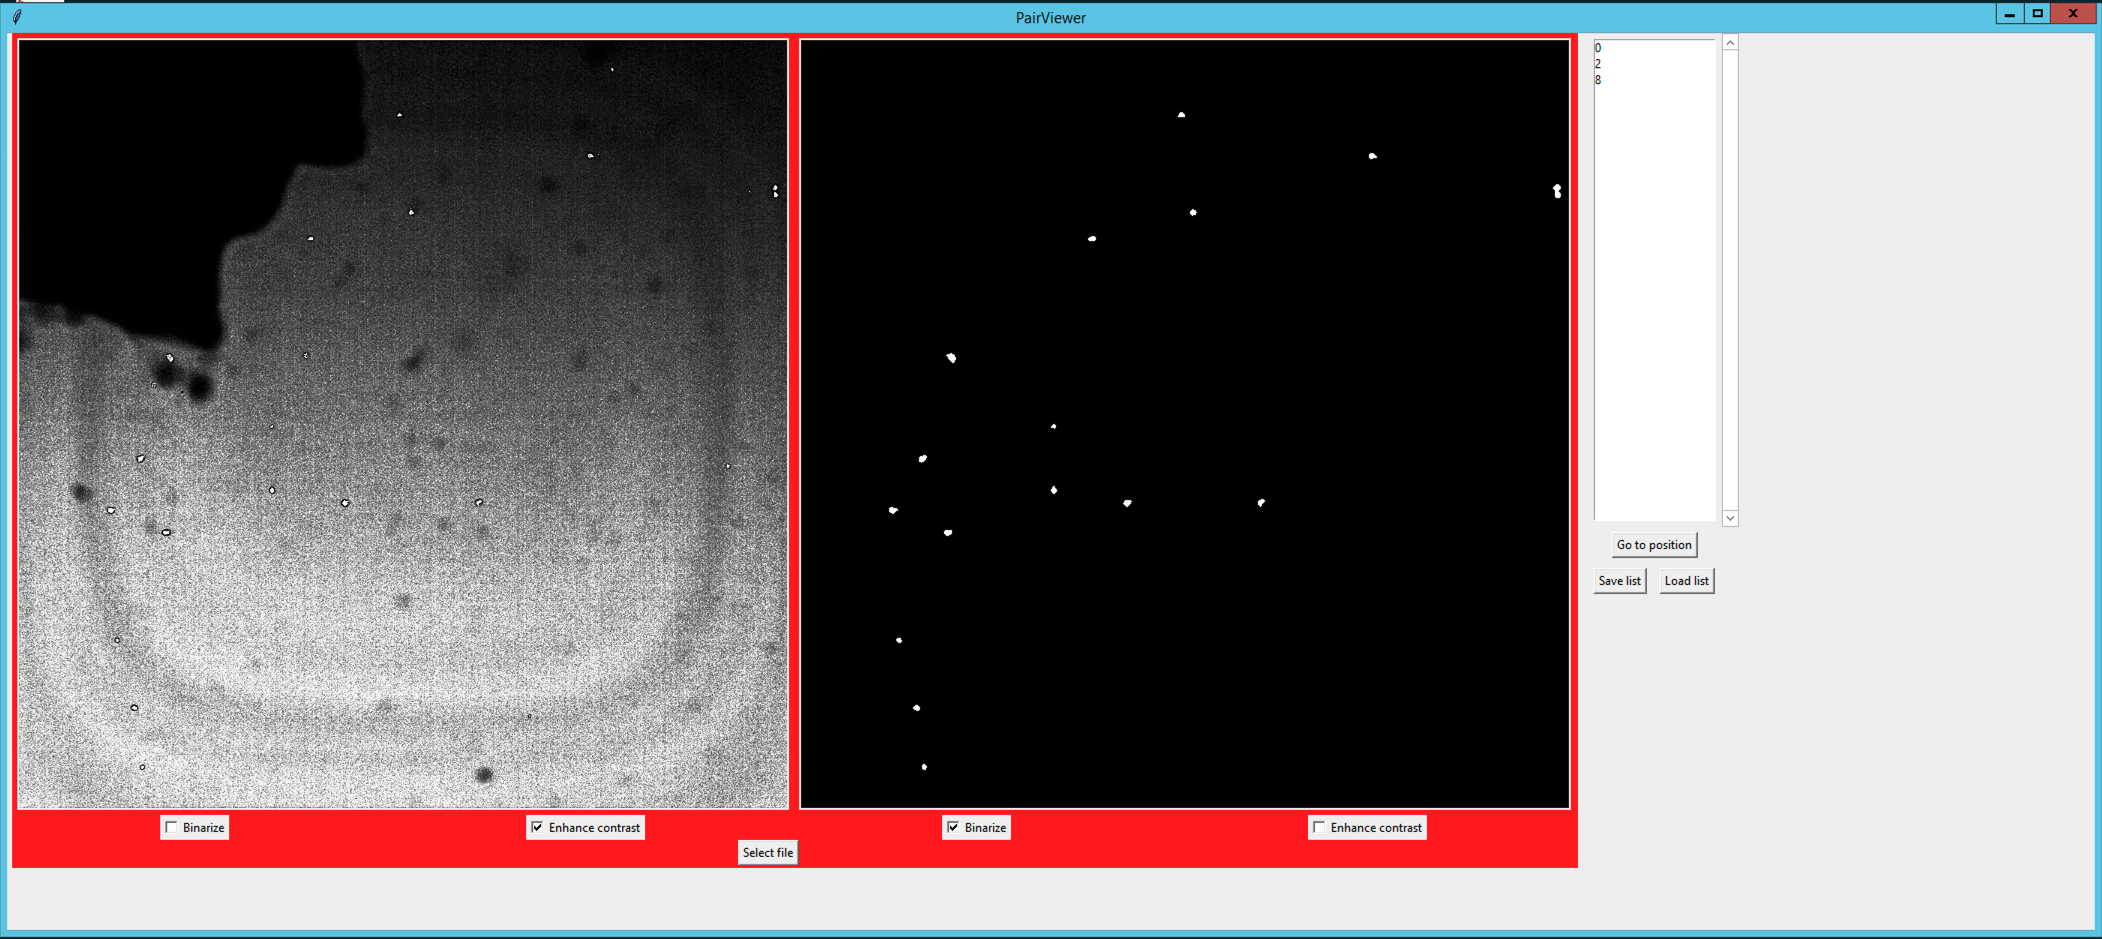 PairViewer
0
2
8
Go to position
Save list Load list
Binarize Enhance contrast Binarize Enhance contrast
Select file